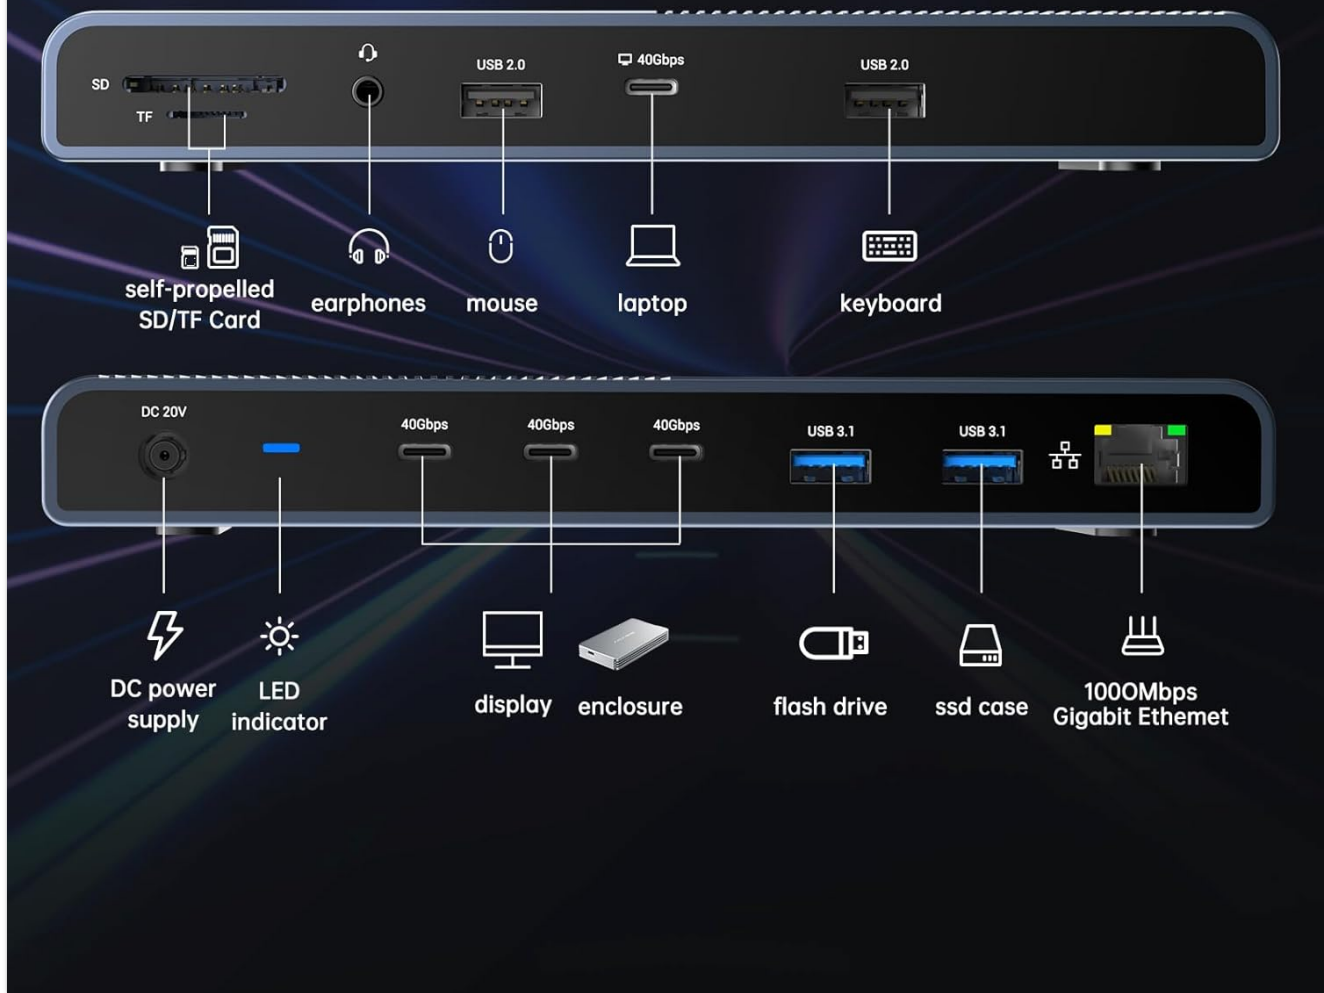 SD
TF
USB 2.0
40Gbps
USB 2.0
self-propelled
SD/TF Card
earphones
mouse
laptop
keyboard
DC 20V
40Gbps
40Gbps
40Gbps
USB 3.1
USB 3.1
DC power
supply
LED
indicator
display
enclosure
flash drive
ssd case
1000Mbps
Gigabit Ethemet